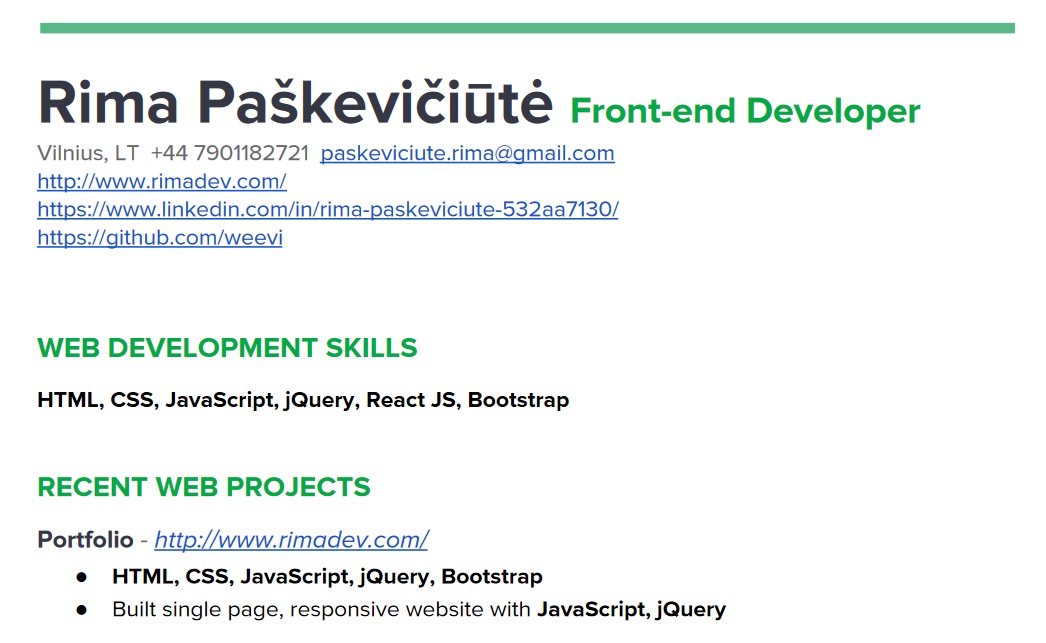 Rima Paškevičiūtė Front-end Developer
Vilnius, LT +44 7901182721 paskeviciute.rima@gmail.com
http://www.rimadev.com/
https://www.linkedin.com/in/rima-paskeviciute-532aa7130/
https://github.com/weevi
WEB DEVELOPMENT SKILLS
HTML, CSS, JavaScript, jQuery, React JS, Bootstrap
RECENT WEB PROJECTS
Portfolio - http://www.rimadev.com/
● HTML, CSS, JavaScript, jQuery, Bootstrap
● Built single page, responsive website with JavaScript, jQuery